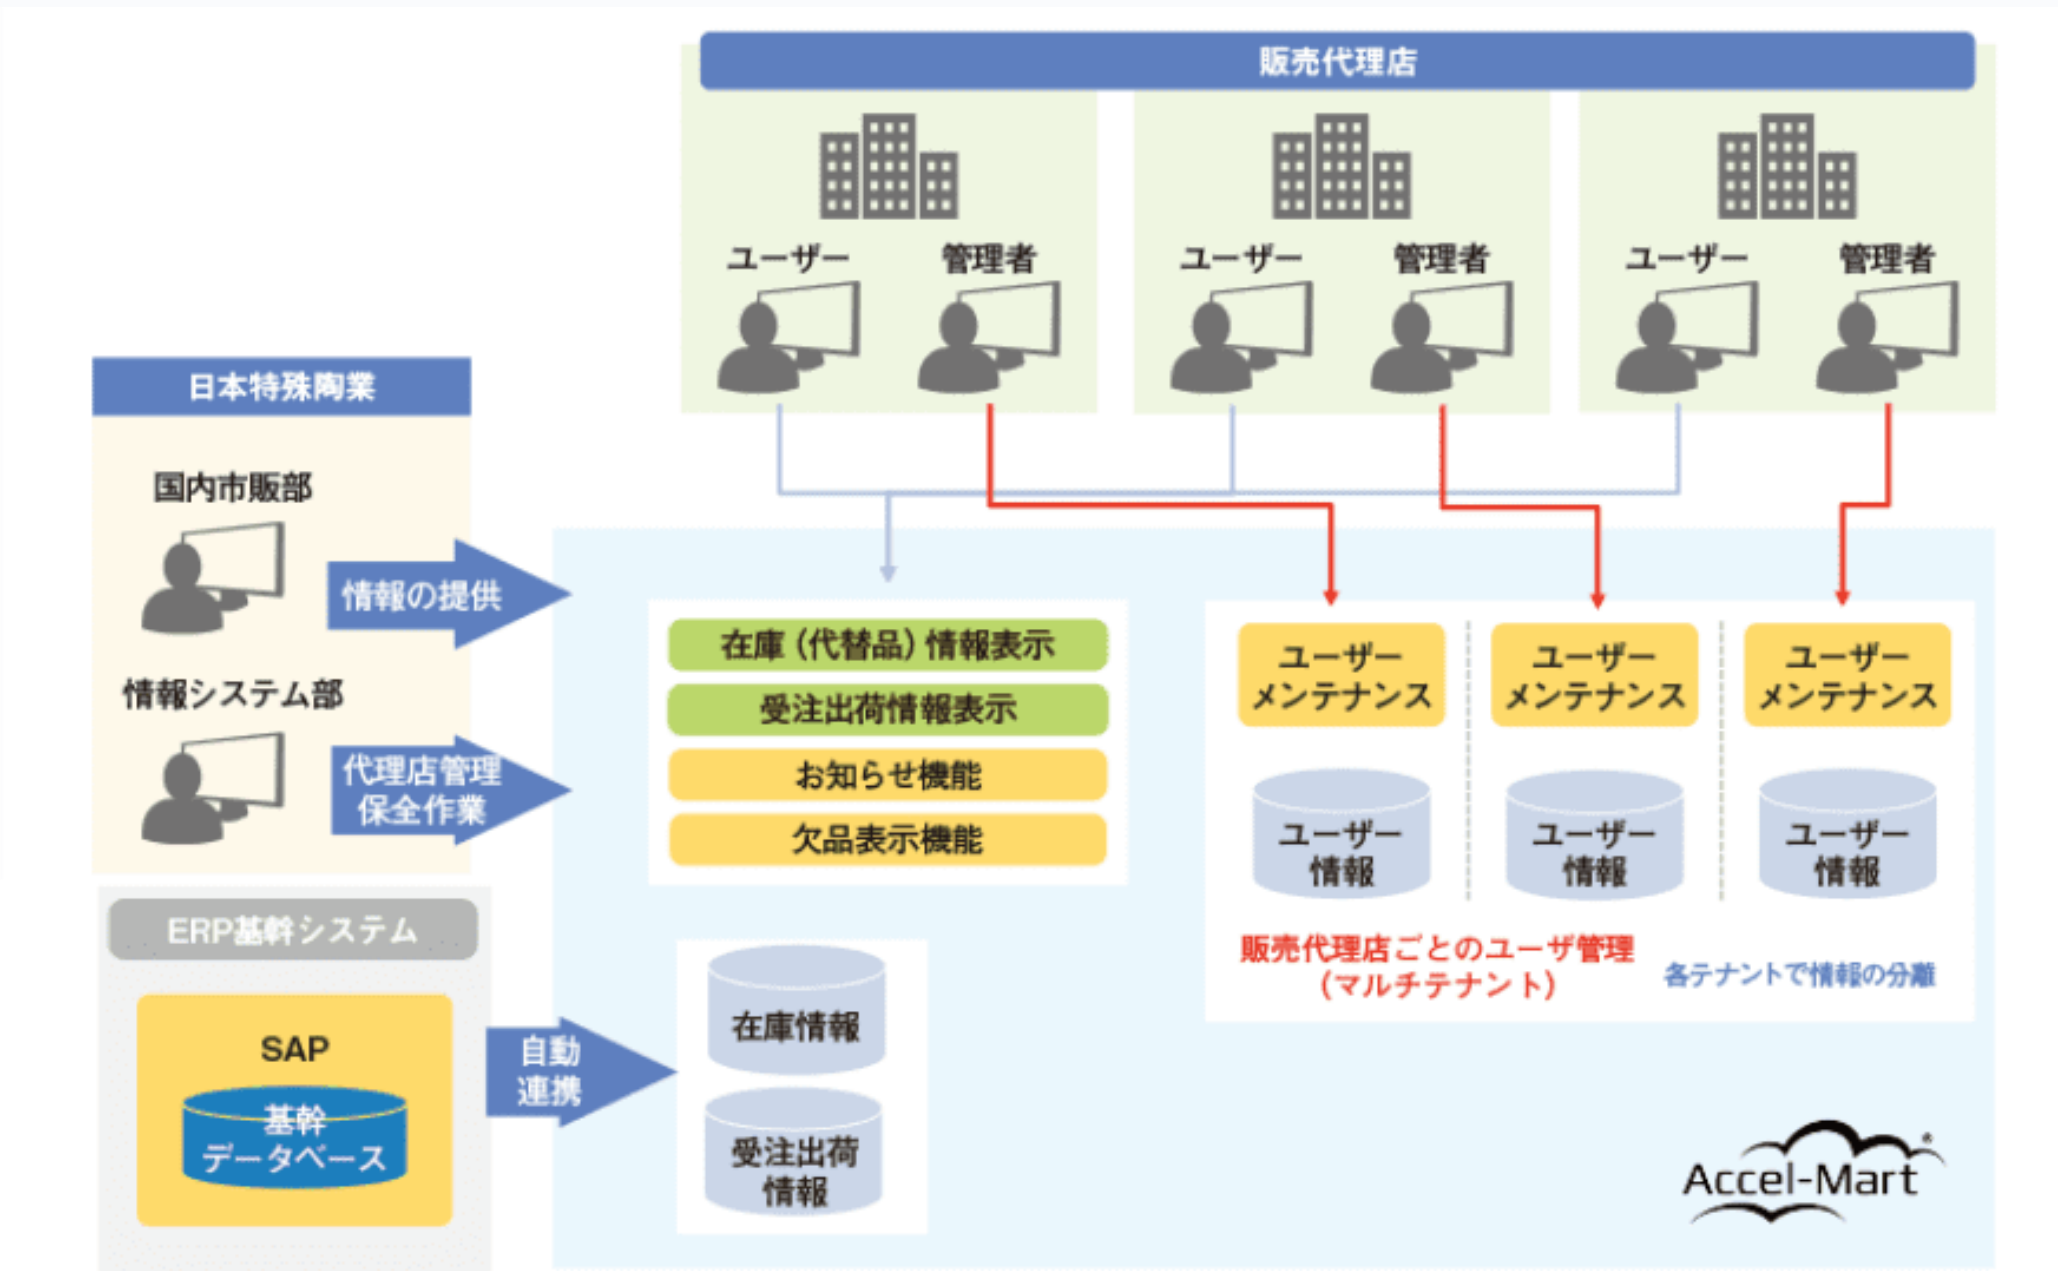 販売代理店
ユーザー
管理者
ユーザー
管理者
ユーザー
管理者
日本特殊陶業
国内市販部
情報の提供
情報システム部
代理店管理
保全作業
在庫（代替品）情報表示
受注出荷情報表示
お知らせ機能
欠品表示機能
ユーザー
メンテナンス
ユーザー
メンテナンス
ユーザー
メンテナンス
ユーザー
情報
ユーザー
情報
ユーザー
情報
販売代理店ごとのユーザ管理
(マルチテナント)
各テナントで情報の分離
ERP基幹システム
SAP
基幹
データベース
自動
連携
在庫情報
受注出荷
情報
Accel-Mart®